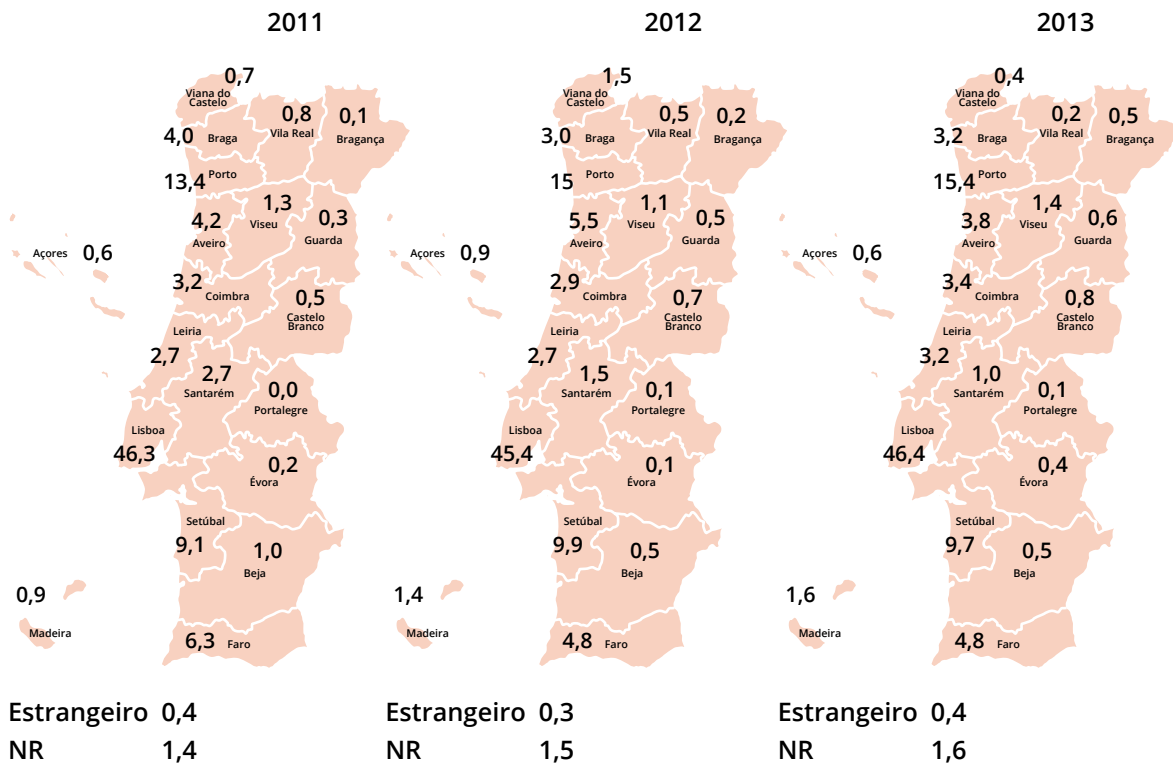 2011
0,7
Viana do
Castelo
0,8
Vila Real
0,1
Bragança
4,0
Braga
13,4
Porto
1,3
Viseu
0,3
Guarda
4,2
Aveiro
Açores 0,6
3,2
Coimbra
0,5
Castelo
Branco
Leiria
2,7
2,7
Santarém
0,0
Portalegre
Lisboa
46,3
0,2
Évora
Setúbal
9,1
1,0
Beja
0,9
Madeira
6,3 Faro
Estrangeiro 0,4
NR 1,4
2012
1,5
Viana do
Castelo
0,5
Vila Real
0,2
Bragança
3,0
Braga
15
Porto
1,1
Viseu
0,5
Guarda
5,5
Aveiro
Açores 0,9
2,9
Coimbra
0,7
Castelo
Branco
Leiria
2,7
1,5
Santarém
0,1
Portalegre
Lisboa
45,4
0,1
Évora
Setúbal
9,9
0,5
Beja
1,4
Madeira
4,8 Faro
Estrangeiro 0,3
NR 1,5
2013
0,4
Viana do
Castelo
0,2
Vila Real
0,5
Bragança
3,2
Braga
15,4
Porto
1,4
Viseu
0,6
Guarda
3,8
Aveiro
Açores 0,6
3,4
Coimbra
0,8
Castelo
Branco
Leiria
3,2
1,0
Santarém
0,1
Portalegre
Lisboa
46,4
0,4
Évora
Setúbal
9,7
0,5
Beja
1,6
Madeira
4,8 Faro
Estrangeiro 0,4
NR 1,6